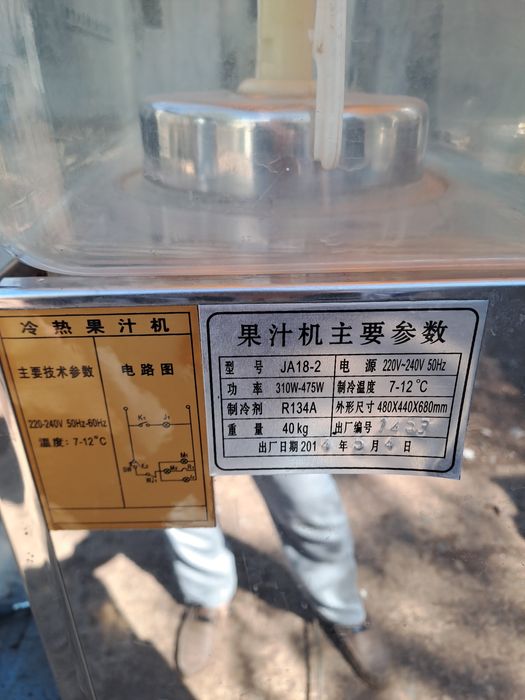 冷热果汁机
主要技术参数
电路图
220-240V 50Hz-60Hz
温度:7-12°C
果汁机主要参数
型号 JA18-2 电源 220V~240V 50Hz
功率 310W-475W 制冷温度 7-12°C
制冷剂 R134A 外形尺寸 480X440X680mm
重量 40kg 出厂编号
出厂日期 201 年 5 月 日